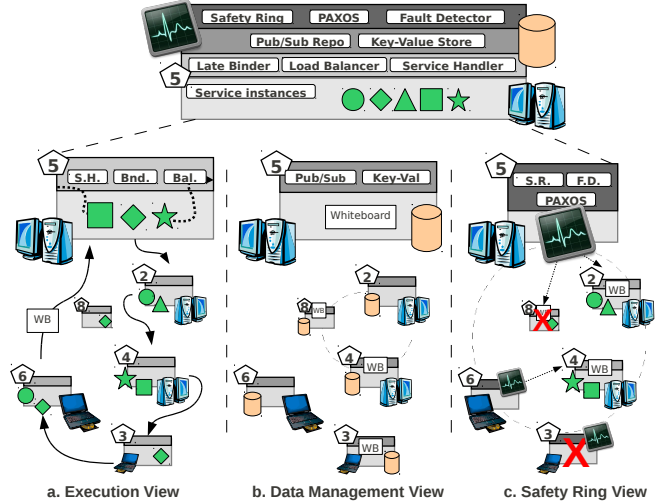 Safety Ring PAXOS Fault Detector
Pub/Sub Repo Key-Value Store
Late Binder Load Balancer Service Handler
5
Service instances
5
S.H. Bnd. Bal.
2
WB
8
4
6
3
a. Execution View
5
Pub/Sub Key-Val
Whiteboard
2
8 WB
4
WB
6
3
WB
b. Data Management View
5
S.R. F.D.
PAXOS
2
WB
8
4
WB
6
3
c. Safety Ring View